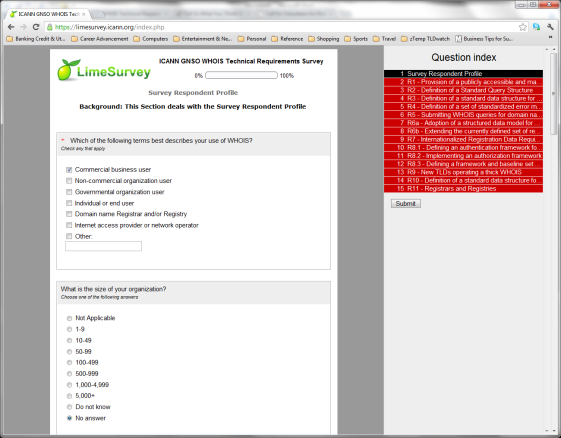 ICANN GNSO WHOIS Tech
https://limesurvey.icann.org/index.php
Banking Credit & Ut...
Career Advancement
Computers
Entertainment & Ne...
Personal
Reference
Shopping
Sports
Travel
zTemp TLDwatch
Business Tips for Su...
LimeSurvey
ICANN GNSO WHOIS Technical Requirements Survey
0% 100%
Survey Respondent Profile
Background: This Section deals with the Survey Respondent Profile
* Which of the following terms best describes your use of WHOIS?
Check any that apply
Commercial business user
Non-commercial organization user
Governmental organization user
Individual or end user
Domain name Registrar and/or Registry
Internet access provider or network operator
Other:
What is the size of your organization?
Choose one of the following answers
Not Applicable
1-9
10-49
50-99
100-499
500-999
1,000-4,999
5,000+
Do not know
No answer
Question index
1 Survey Respondent Profile
2 R1 - Provision of a publicly accessible and ma...
3 R2 - Definition of a Standard Query Structure
4 R3 - Definition of a standard data structure for ...
5 R4 - Definition of a set of standardized error m...
6 R5 - Submitting WHOIS queries for domain na...
7 R6a - Adoption of a structured data model for ...
8 R6b - Extending the currently defined set of re...
9 R7 - Internationalized Registration Data Requi...
10 R8.1 - Defining an authentication framework fo...
11 R8.2 - Implementing an authorization framework
12 R8.3 - Defining a framework and baseline set ...
13 R9 - New TLDs operating a thick WHOIS
14 R10 - Definition of a standard data structure fo...
15 R11 - Registrars and Registries
Submit